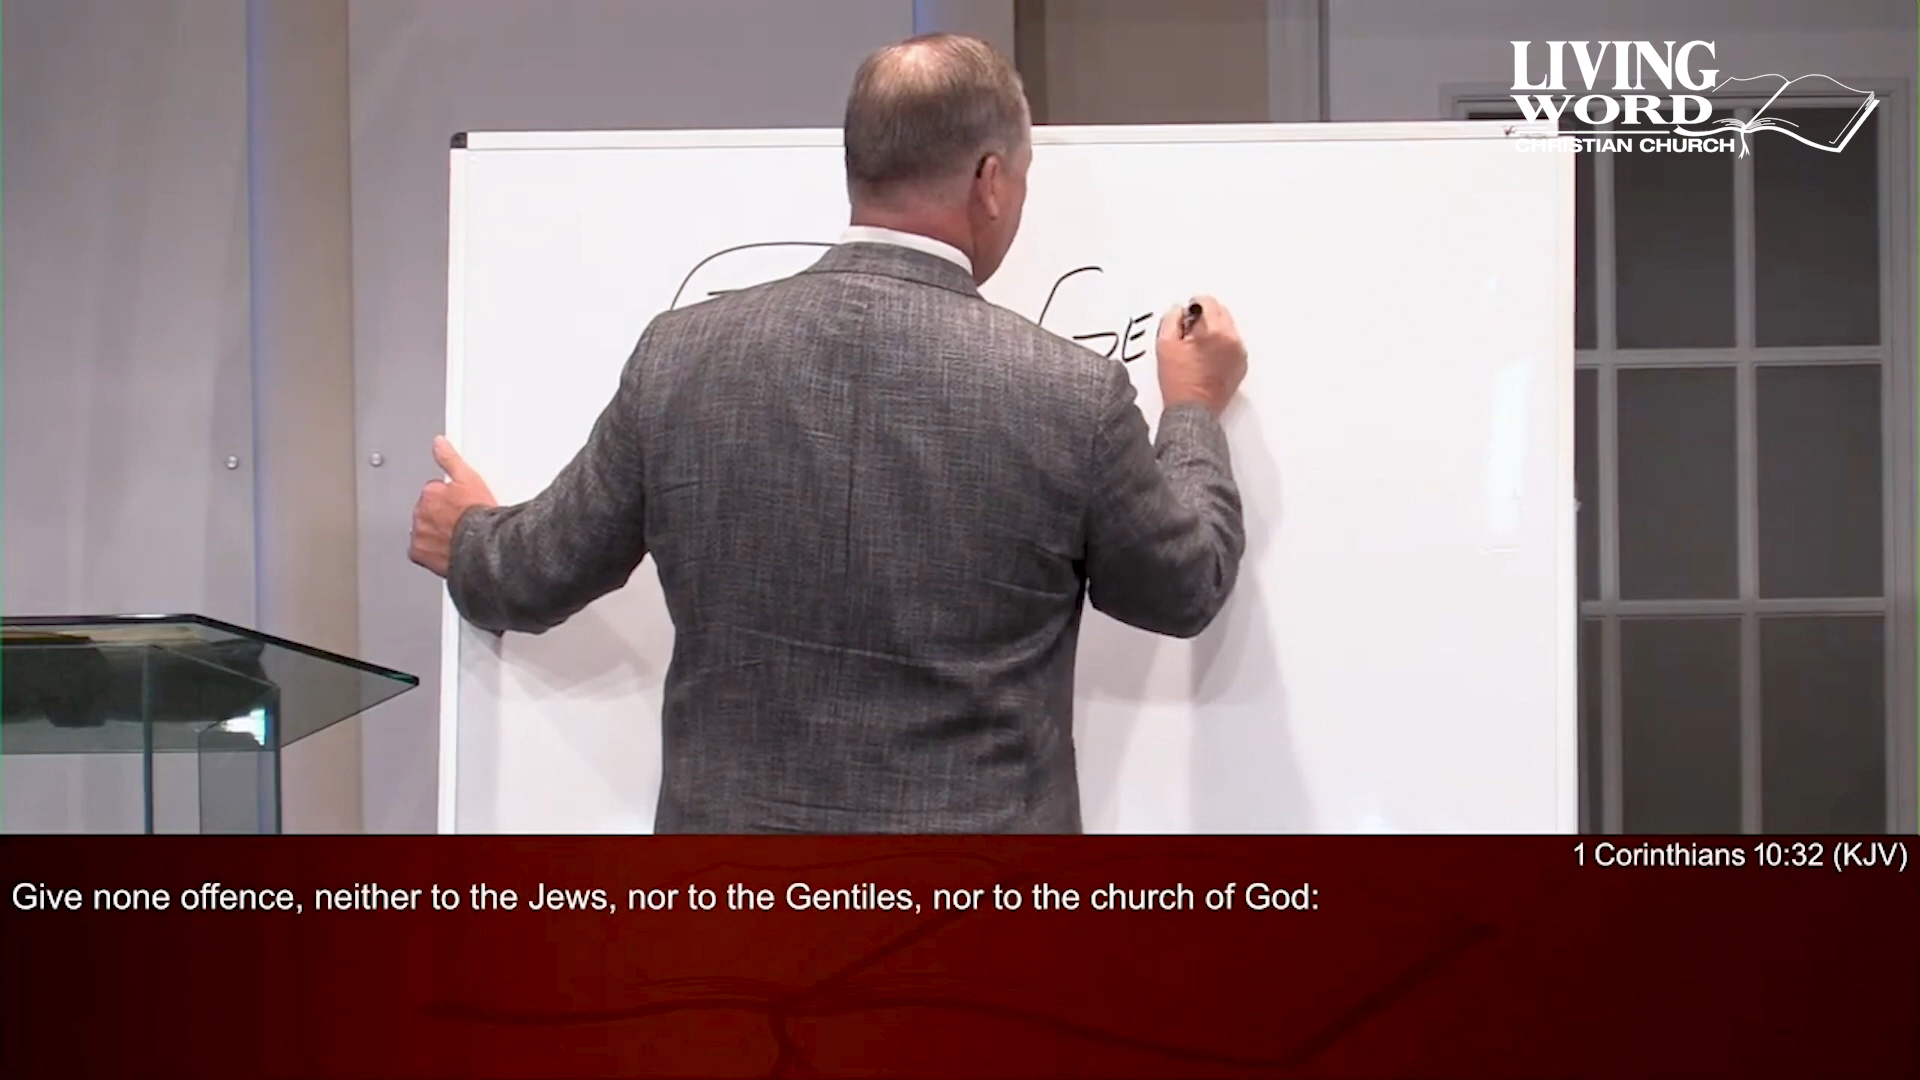 LIVING
WORD
CHRISTIAN CHURCH
GE
1 Corinthians 10:32 (KJV)
Give none offence, neither to the Jews, nor to the Gentiles, nor to the church of God: